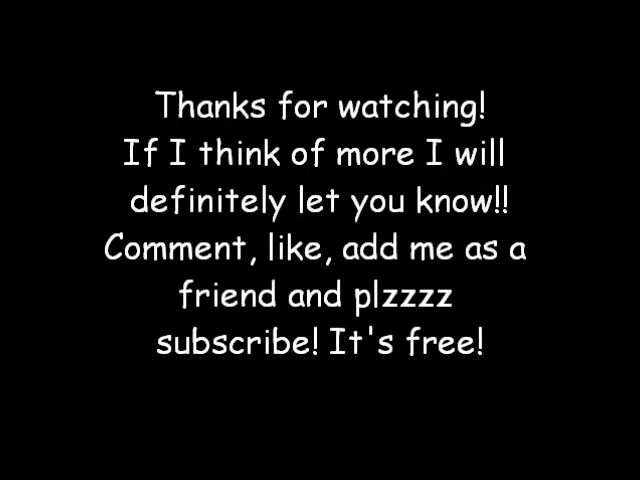 Thanks for watching!
If I think of more I will
definitely let you know!!
Comment, like, add me as a
friend and plzzzz
subscribe! It's free!